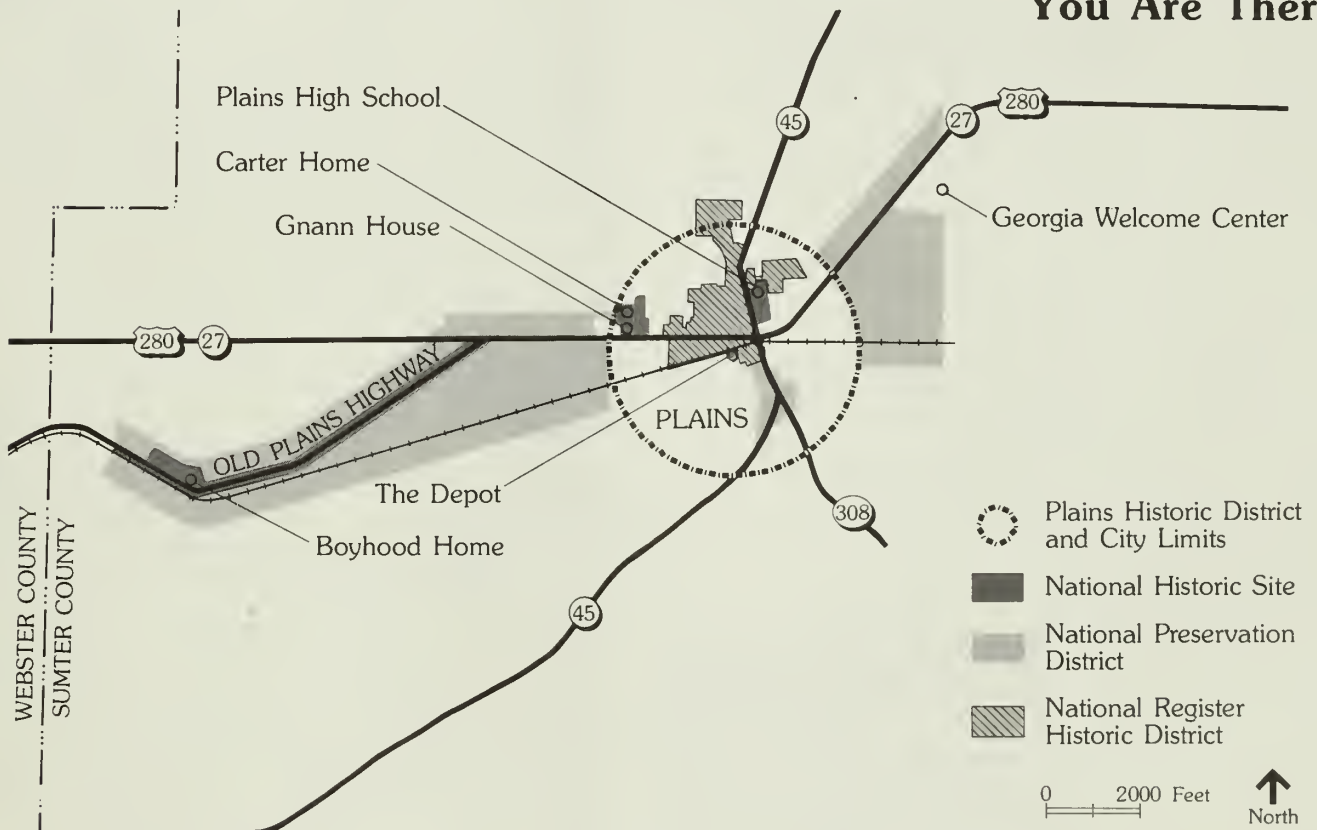 You Are Ther
Plains High School
45
27
280
Carter Home
Gnann House
Georgia Welcome Center
280
27
OLD PLAINS HIGHWAY
PLAINS
The Depot
Boyhood Home
308
45
WEBSTER COUNTY
SUMTER COUNTY
Plains Historic District
and City Limits
National Historic Site
National Preservation
District
National Register
Historic District
0 2000 Feet
North